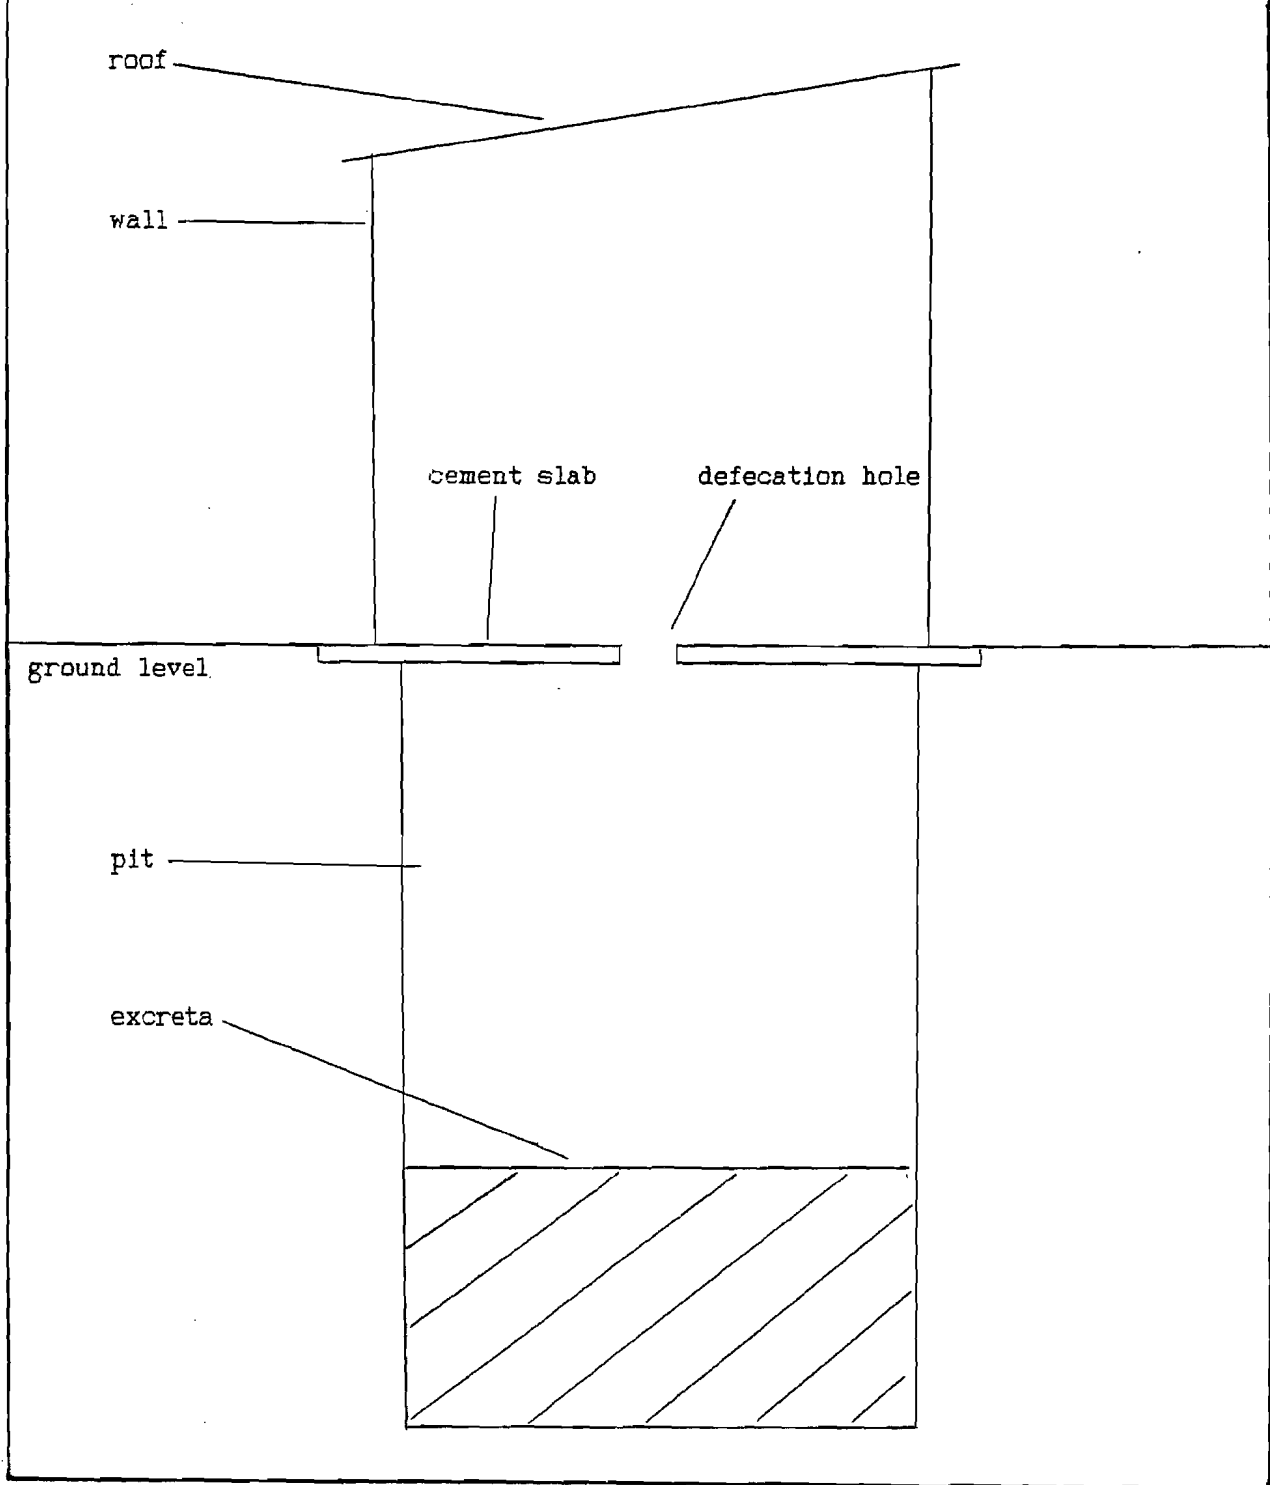 roof
wall
cement slab
defecation hole
ground level
pit
excreta